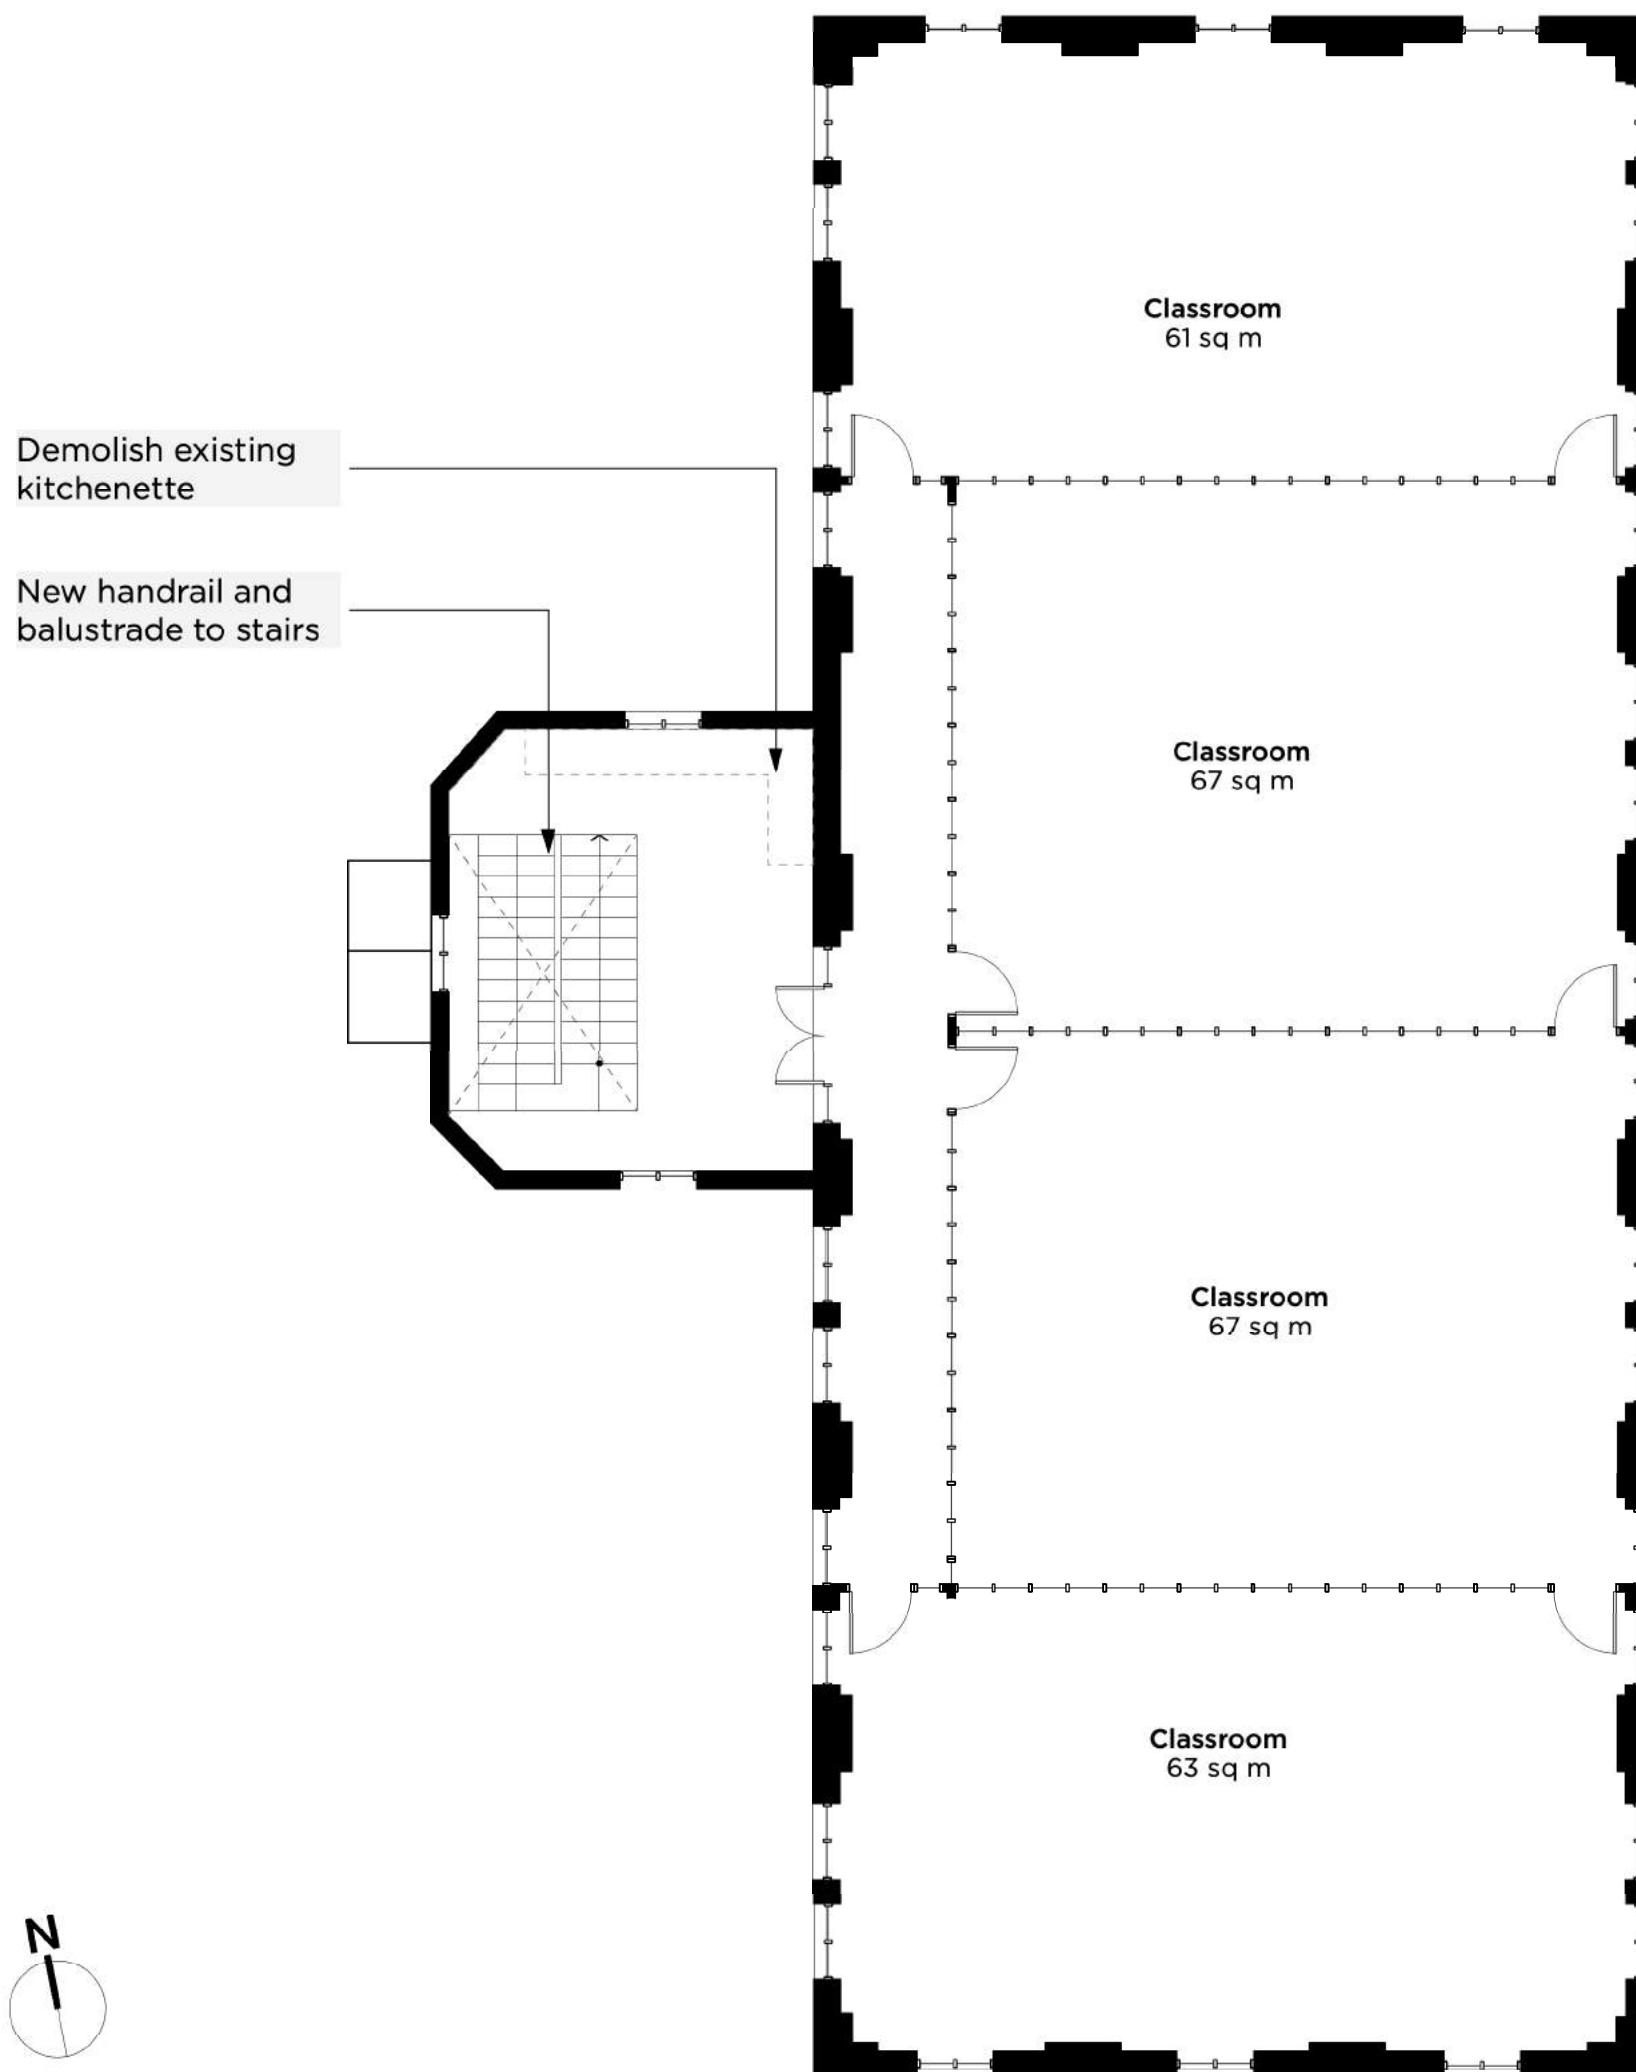 Classroom
61 sq m
Demolish existing
kitchenette
New handrail and
balustrade to stairs
Classroom
67 sq m
Classroom
67 sq m
Classroom
63 sq m
N